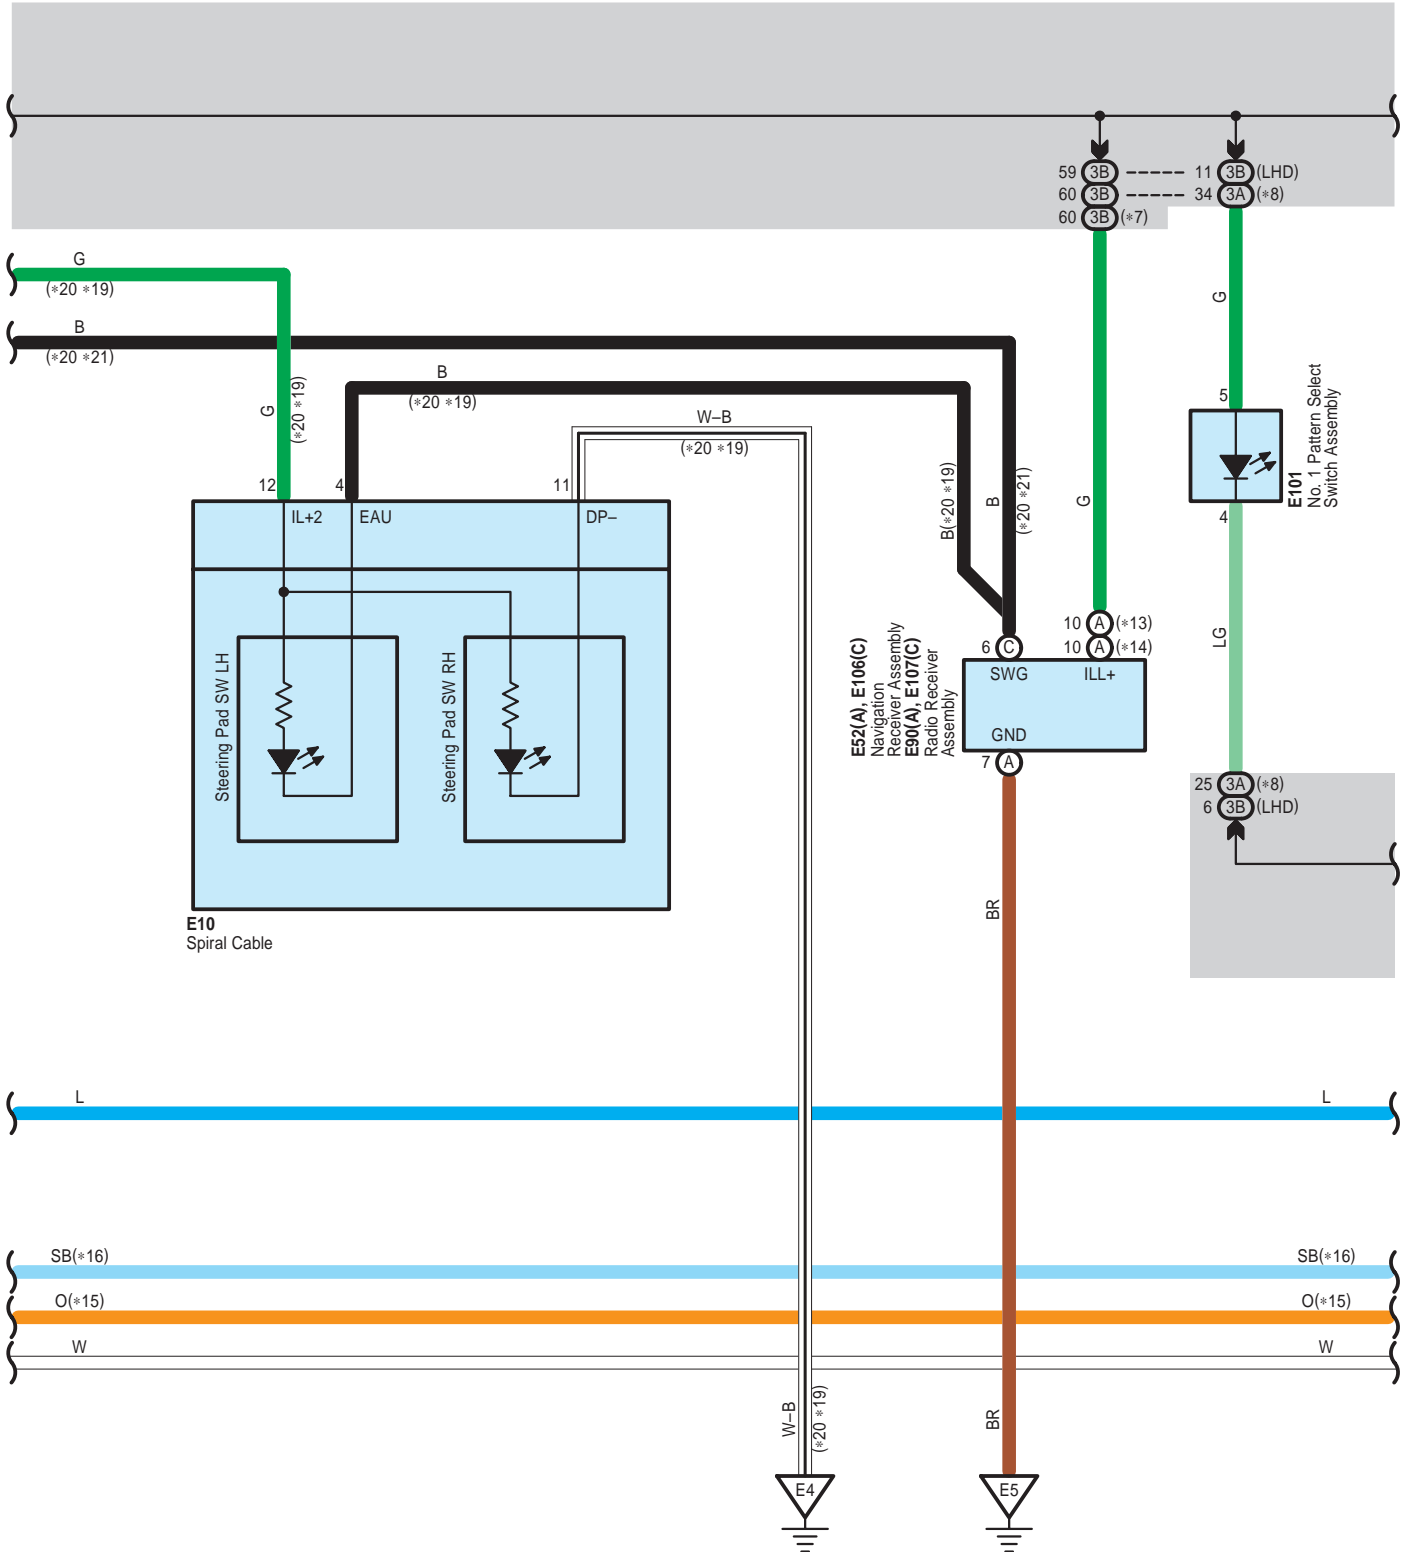 59 3B 11 3B (LHD)
60 3B 34 3A (*8)
60 3B (*7)
G
(*20 *19)
B
(*20 *21)
G
(*20 *19)
B
(*20 *19)
W–B
(*20 *19)
B(*20 *19)
B
(*20 *21)
G
G
5
E101
No. 1 Pattern Select
Switch Assembly
4
LG
12 4 11
IL+2 EAU DP–
Steering Pad SW LH
Steering Pad SW RH
E10
Spiral Cable
10 A (*13)
6 C 10 A (*14)
SWG ILL+
GND
7 A
E52(A), E106(C)
Navigation
Receiver Assembly
E90(A), E107(C)
Radio Receiver
Assembly
25 3A (*8)
6 3B (LHD)
BR
L L
SB(*16) SB(*16)
O(*15) O(*15)
W W
W–B
(*20 *19)
BR
E4 E5